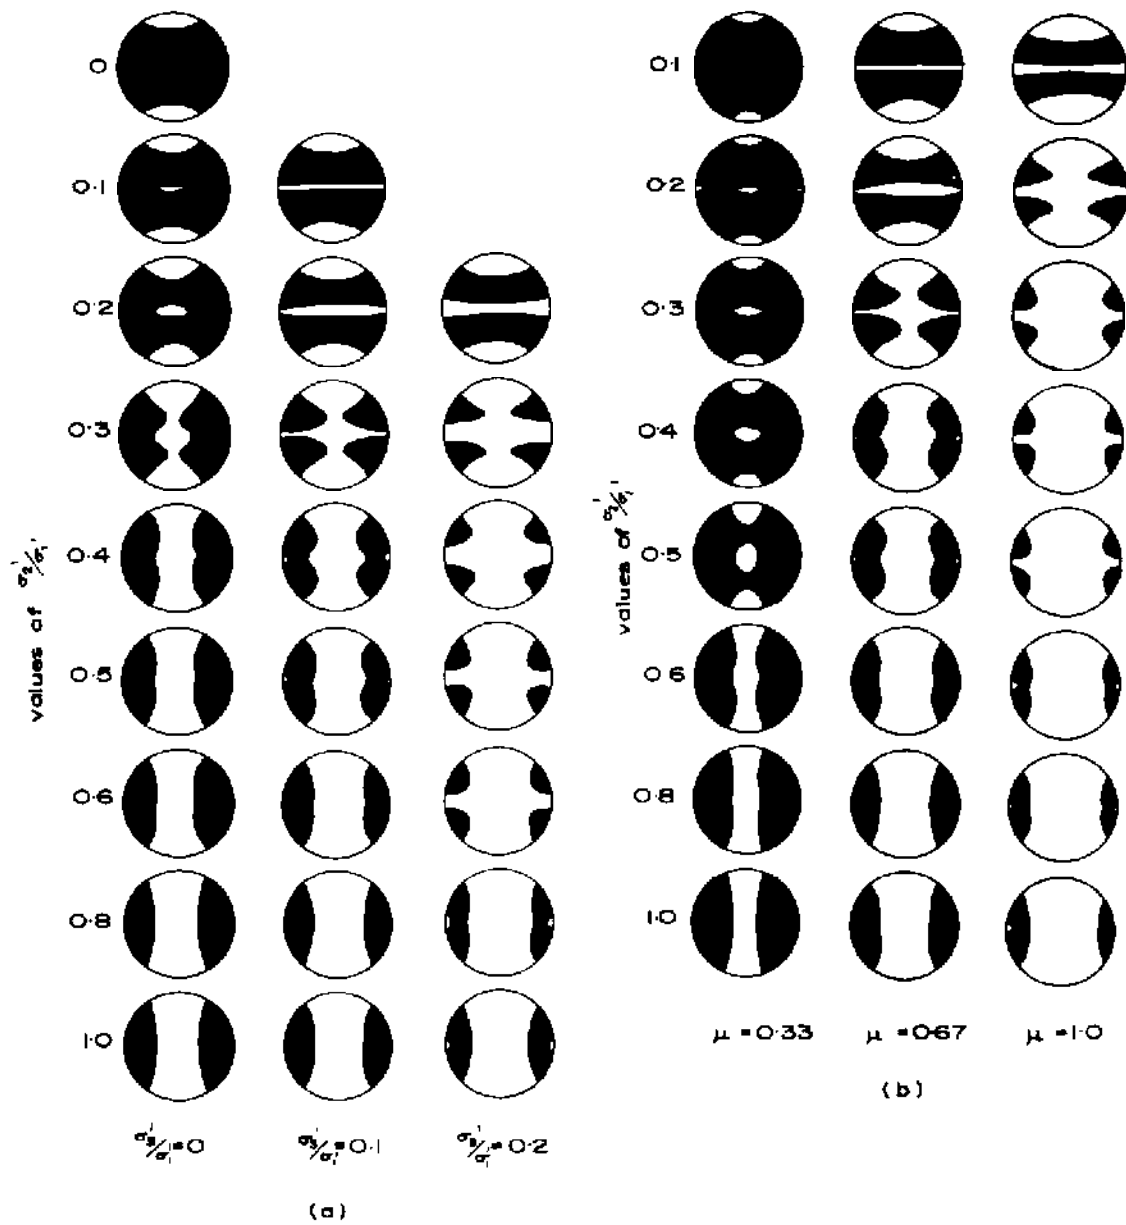 0
0·1
0·2
0·3
0·4
0·5
0·6
0·8
1·0
values of σ₂'/σ₁'
σ₃'/σ₁' = 0
σ₃'/σ₁' = 0·1
σ₃'/σ₁' = 0·2
(a)
0·1
0·2
0·3
0·4
0·5
0·6
0·8
1·0
values of σ₂'/σ₁'
μ = 0·33
μ = 0·67
μ = 1·0
(b)